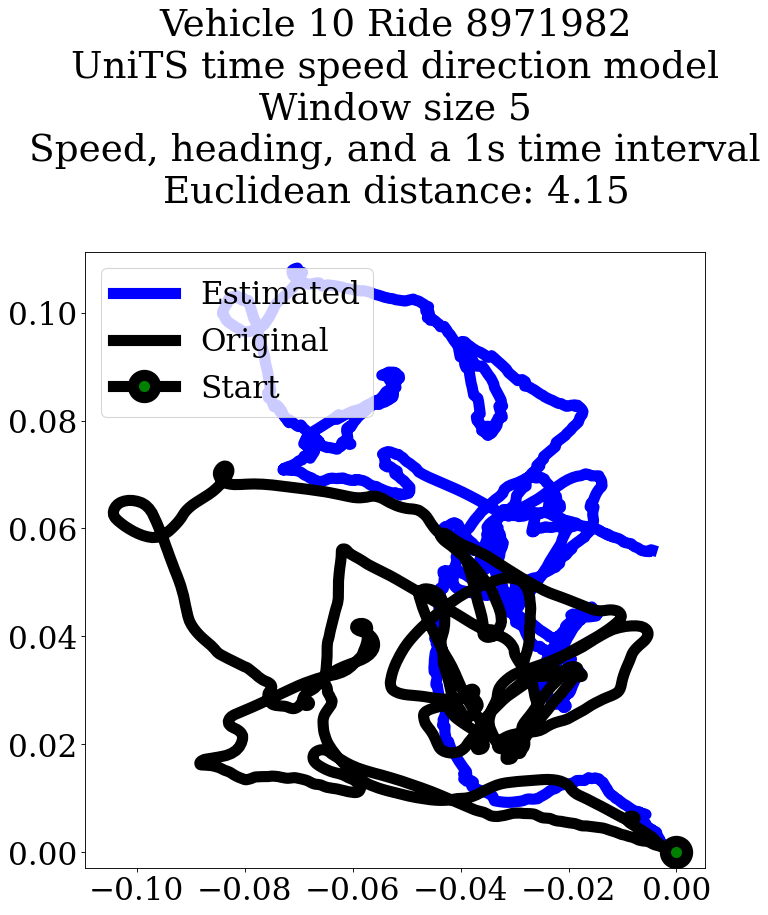 Vehicle 10 Ride 8971982
UniTS time speed direction model
Window size 5
Speed, heading, and a 1s time interval
Euclidean distance: 4.15
Estimated
Original
Start
0.10
0.08
0.06
0.04
0.02
0.00
−0.10 −0.08 −0.06 −0.04 −0.02 0.00